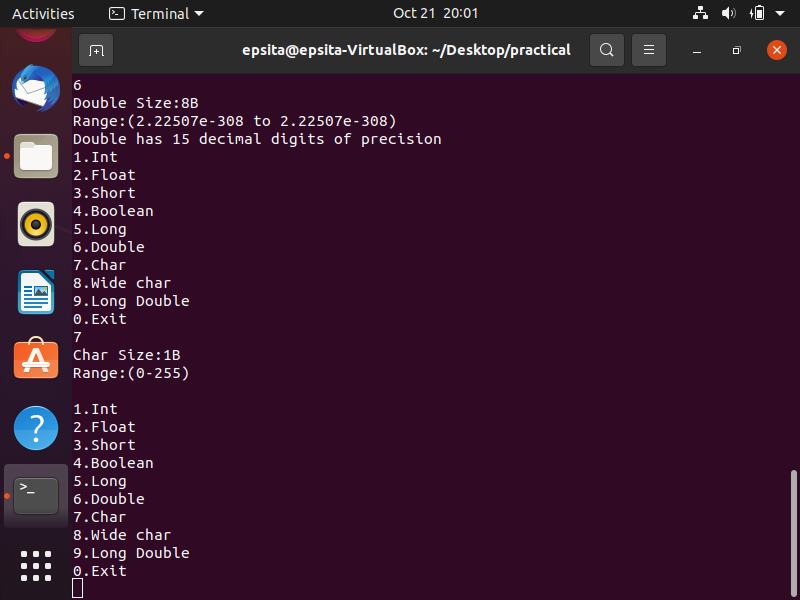 Activities
Terminal
Oct 21 20:01
epsita@epsita-VirtualBox: ~/Desktop/practical
6
Double Size:8B
Range:(2.22507e-308 to 2.22507e-308)
Double has 15 decimal digits of precision
1.Int
2.Float
3.Short
4.Boolean
5.Long
6.Double
7.Char
8.Wide char
9.Long Double
0.Exit
7
Char Size:1B
Range:(0-255)
1.Int
2.Float
3.Short
4.Boolean
5.Long
6.Double
7.Char
8.Wide char
9.Long Double
0.Exit